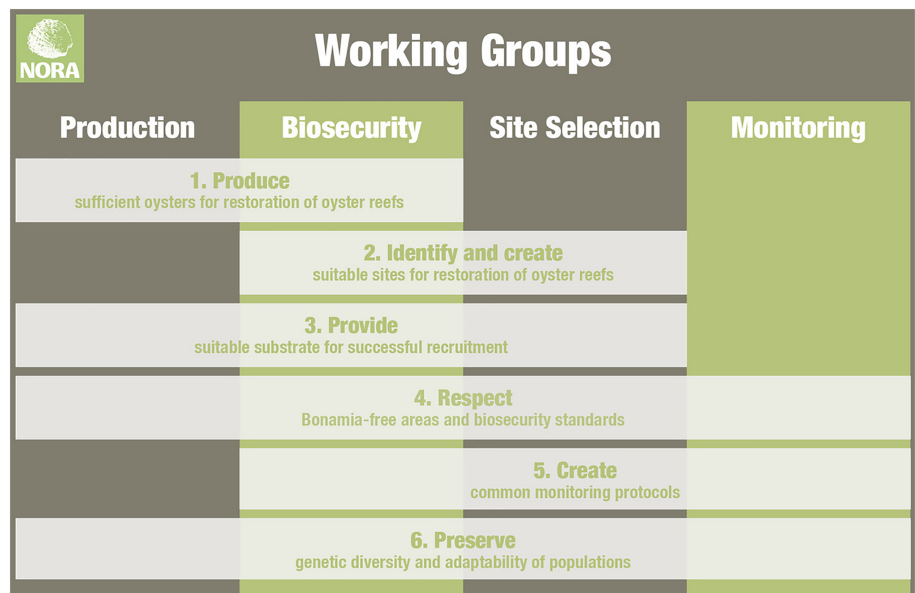 NORA
Working Groups
Production
Biosecurity
Site Selection
Monitoring
1. Produce
sufficient oysters for restoration of oyster reefs
2. Identify and create
suitable sites for restoration of oyster reefs
3. Provide
suitable substrate for successful recruitment
4. Respect
Bonamia-free areas and biosecurity standards
5. Create
common monitoring protocols
6. Preserve
genetic diversity and adaptability of populations